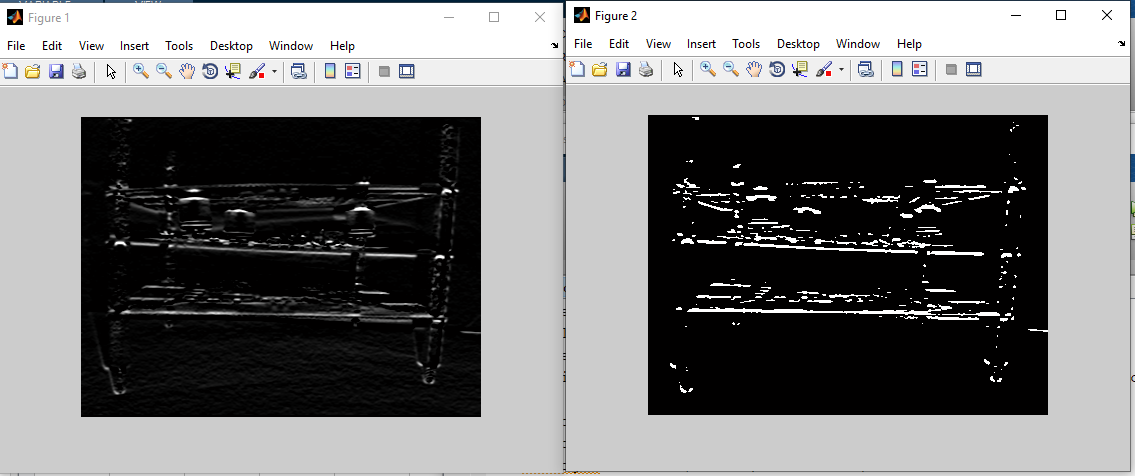 Figure 1
File Edit View Insert Tools Desktop Window Help
Figure 2
File Edit View Insert Tools Desktop Window Help